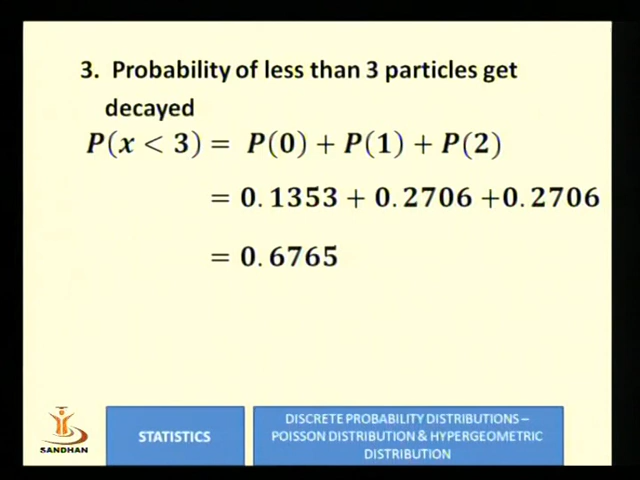 3. Probability of less than 3 particles get
decayed
P(x < 3) = P(0) + P(1) + P(2)
= 0.1353 + 0.2706 +0.2706
= 0.6765
SANDHAN
STATISTICS
DISCRETE PROBABILITY DISTRIBUTIONS –
POISSON DISTRIBUTION & HYPERGEOMETRIC
DISTRIBUTION